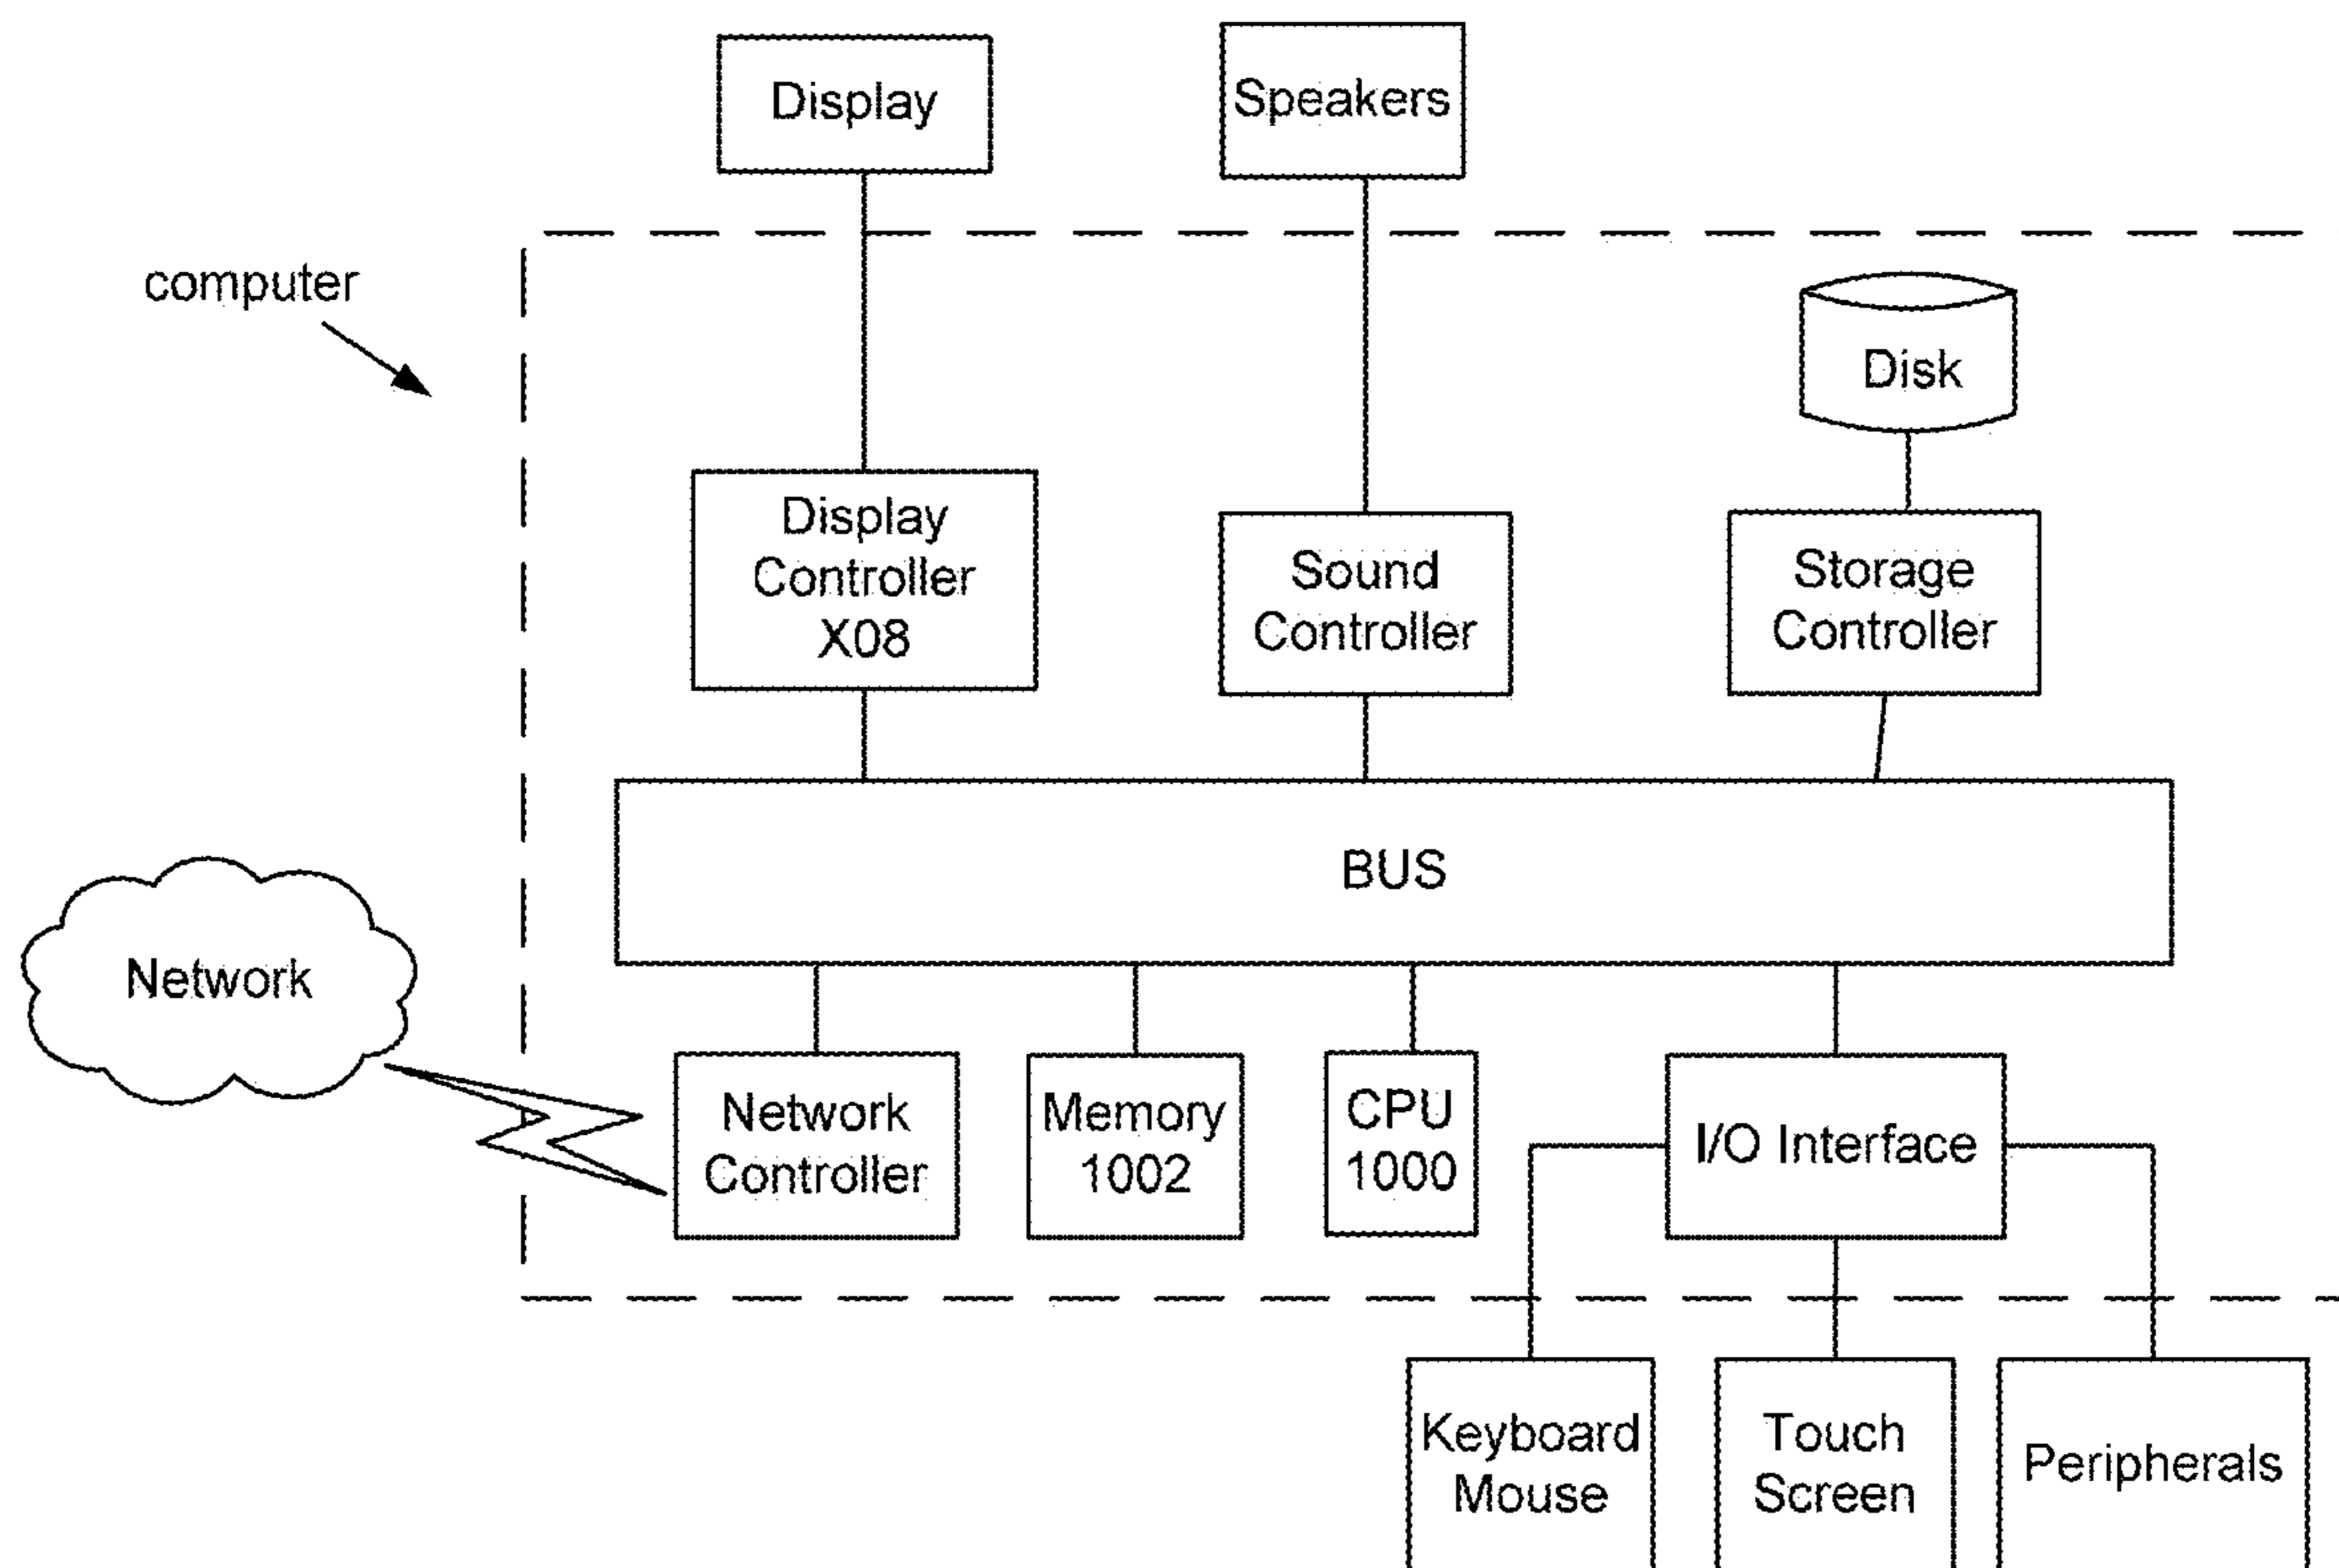 Display
Speakers
computer
Disk
Display
Controller
X08
Sound
Controller
Storage
Controller
BUS
Network
Network
Controller
Memory
1002
CPU
1000
I/O Interface
Keyboard
Mouse
Touch
Screen
Peripherals